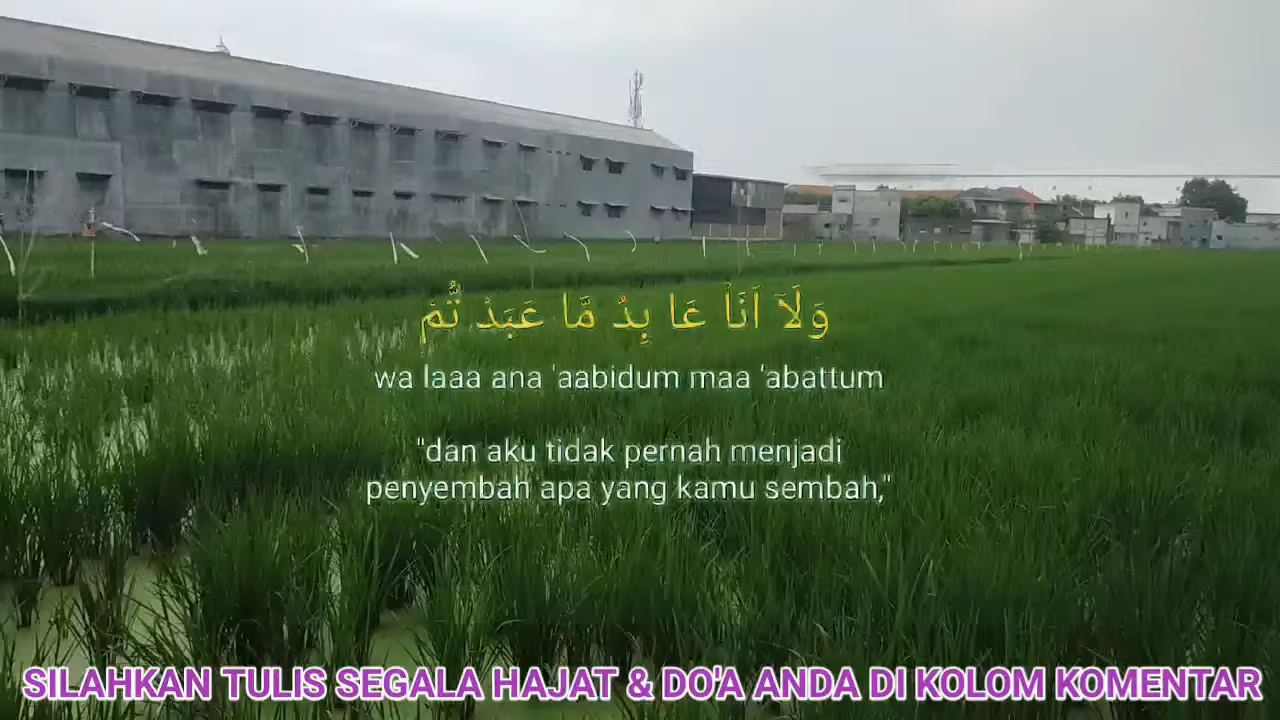 وَلَاۤ اَنَاۡ عَا بِدٌ مَّا عَبَدْ تُّمْ
wa laaa ana 'aabidum maa 'abattum
"dan aku tidak pernah menjadi
penyembah apa yang kamu sembah,"
SILAHKAN TULIS SEGALA HAJAT & DO'A ANDA DI KOLOM KOMENTAR